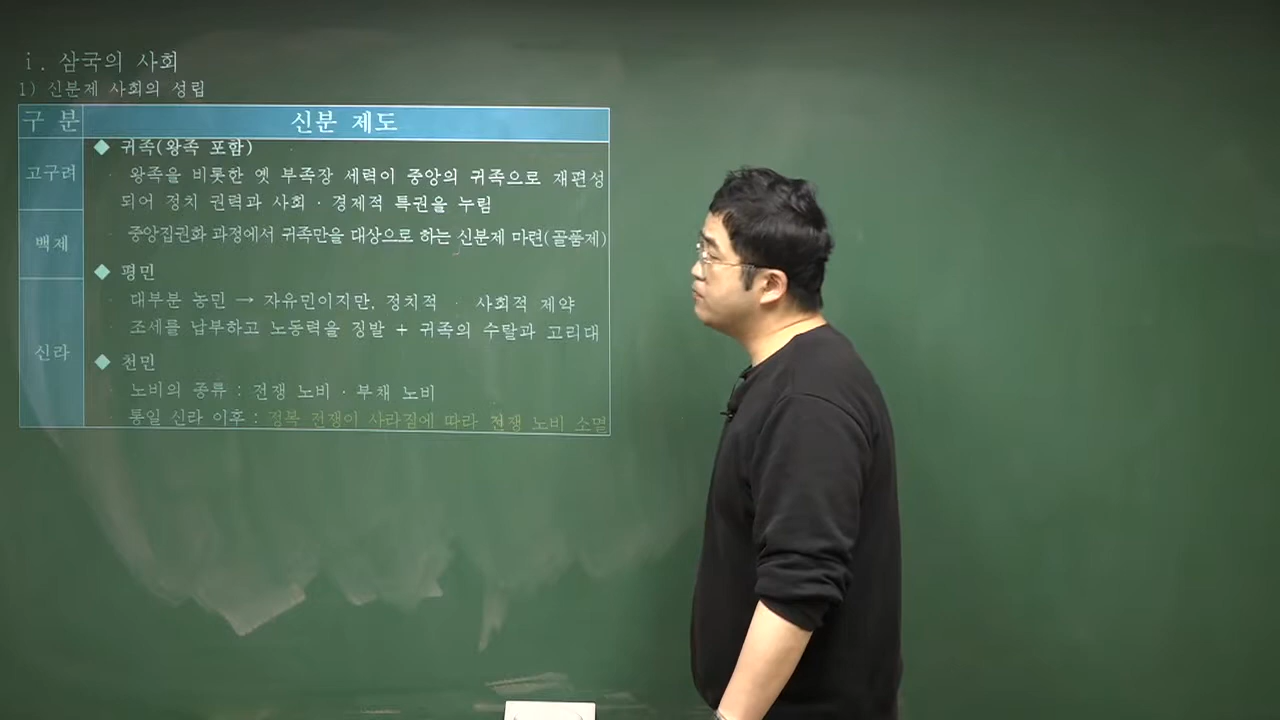 i. 삼국의 사회
1) 신분제 사회의 성립
구 분
신분 제도
고구려
백제
신라
◆ 귀족(왕족 포함)
· 왕족을 비롯한 옛 부족장 세력이 중앙의 귀족으로 재편성
되어 정치 권력과 사회 · 경제적 특권을 누림
· 중앙집권화 과정에서 귀족만을 대상으로 하는 신분제 마련(골품제)
◆ 평민
· 대부분 농민 → 자유민이지만, 정치적 · 사회적 제약
· 조세를 납부하고 노동력을 징발 + 귀족의 수탈과 고리대
◆ 천민
· 노비의 종류 : 전쟁 노비 · 부채 노비
· 통일 신라 이후 : 정복 전쟁이 사라짐에 따라 전쟁 노비 소멸